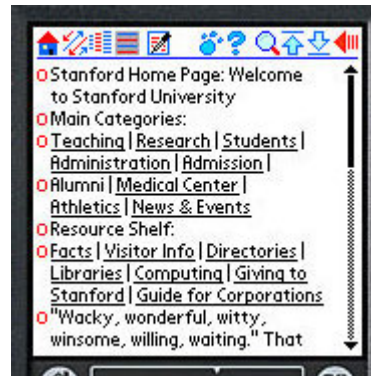 Stanford Home Page: Welcome
to Stanford University
Main Categories:
Teaching | Research | Students |
Administration | Admission |
Alumni | Medical Center |
Athletics | News & Events
Resource Shelf:
Facts | Visitor Info | Directories |
Libraries | Computing | Giving to
Stanford | Guide for Corporations
"Wacky, wonderful, witty,
winsome, willing, waiting." That